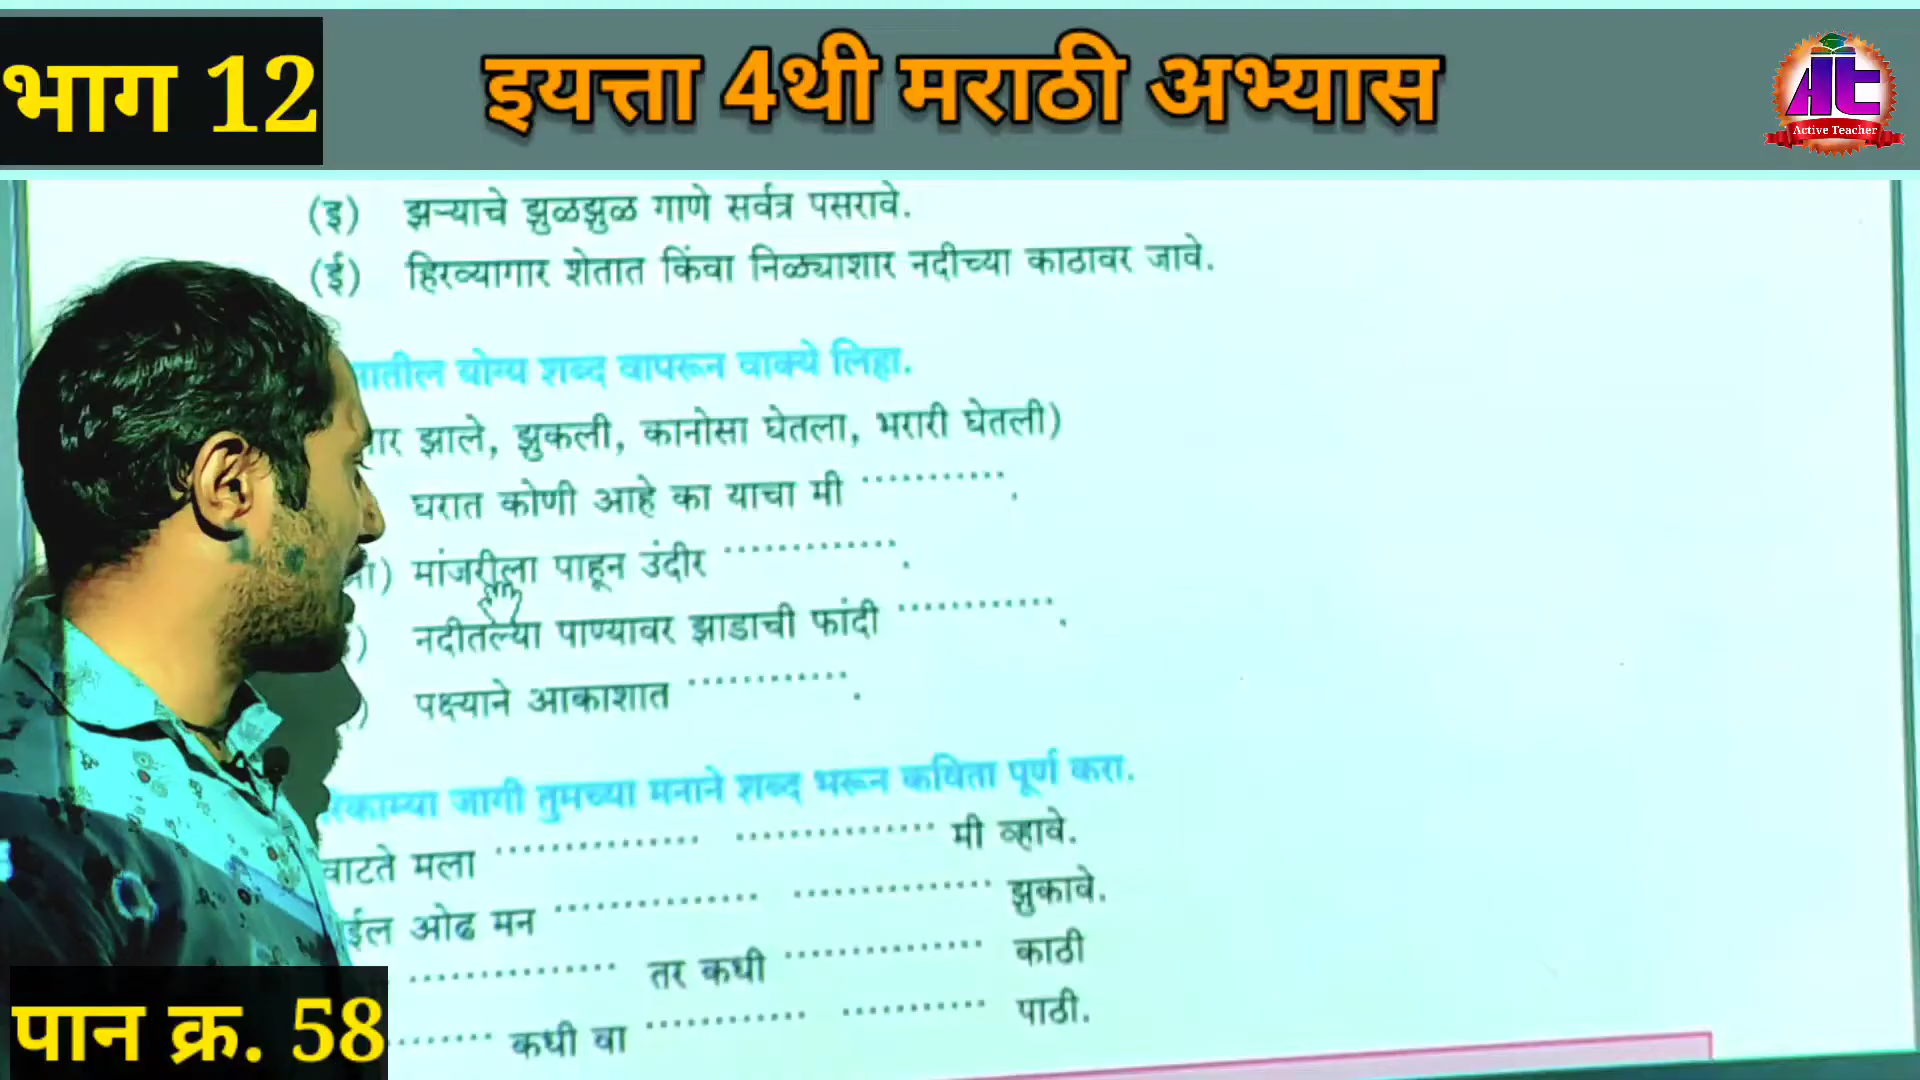 भाग 12
इयत्ता 4थी मराठी अभ्यास
Active Teacher
(इ) झऱ्याचे झुळझुळ गाणे सर्वत्र पसरावे.
(ई) हिरव्यागार शेतात किंवा निळ्याशार नदीच्या काठावर जावे.
योग्य शब्द वापरून वाक्ये लिहा.
झाले, झुकली, कानोसा घेतला, भरारी घेतली)
घरात कोणी आहे का याचा मी ............ .
मांजरीला पाहून उंदीर ............ .
नदीतल्या पाण्यावर झाडाची फांदी ............ .
पक्ष्याने आकाशात ............ .
जागी तुमच्या मनाने शब्द भरून कविता पूर्ण करा.
वाटते मला ............ ............ मी व्हावे.
ओढ मन ............ ............ झुकावे.
............ तर कधी ............ काठी
............ कधी वा ............ ............ पाठी.
पान क्र. 58